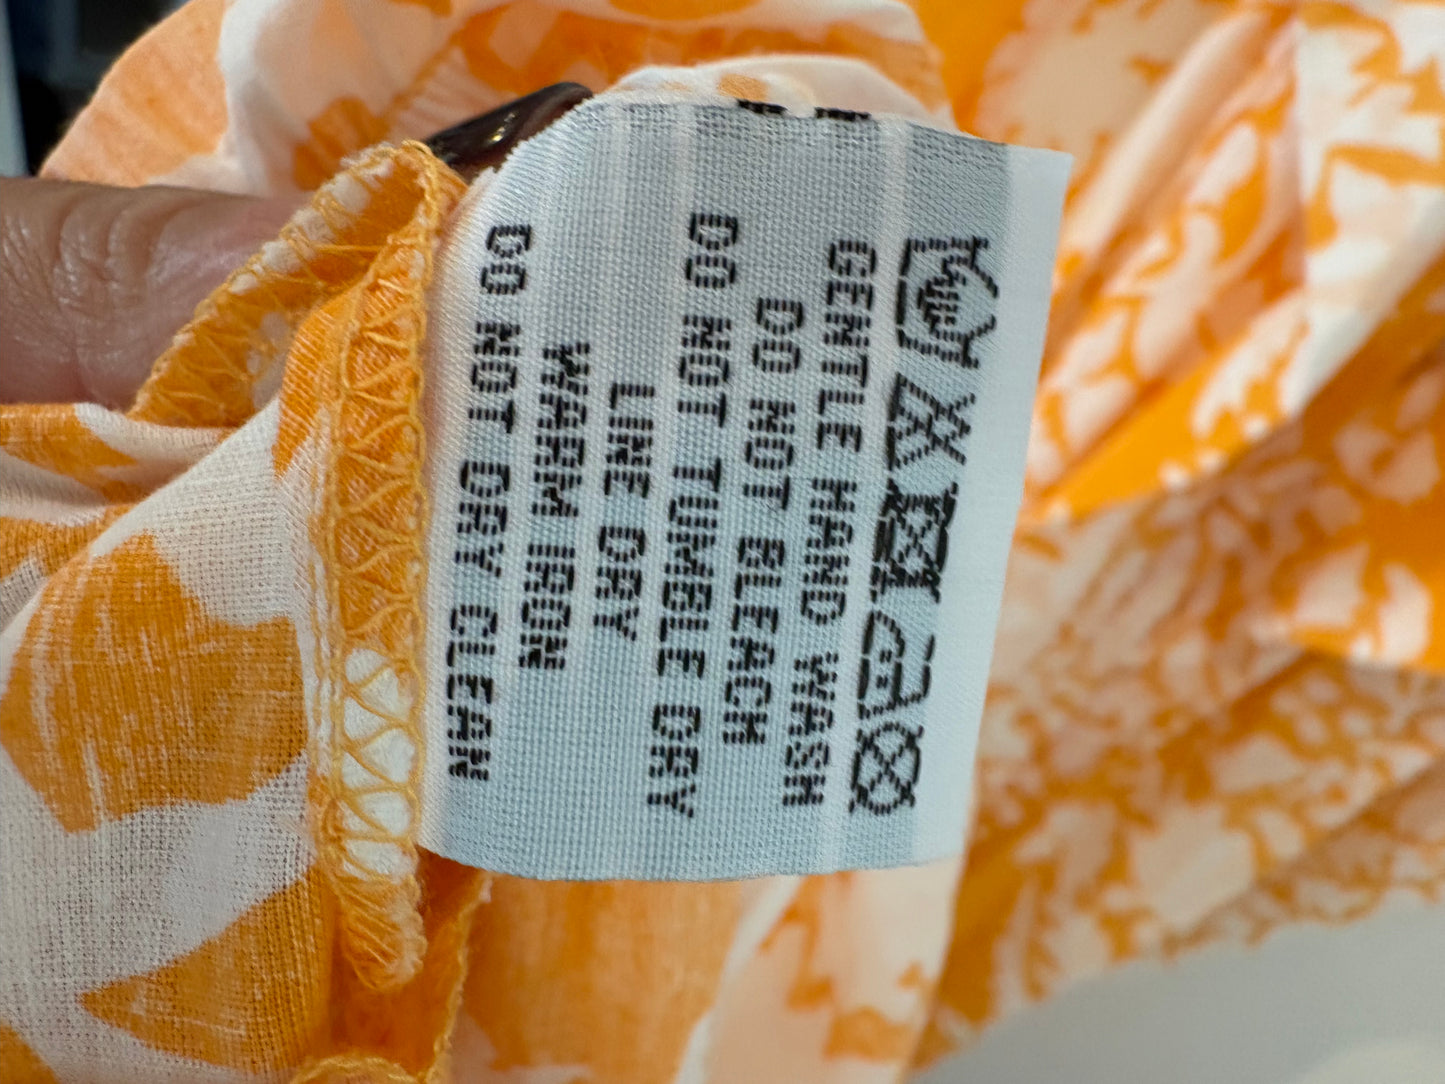 GENTLE HAND WASH
DO NOT BLEACH
DO NOT TUMBLE DRY
LINE DRY
WARM IRON
DO NOT DRY CLEAN